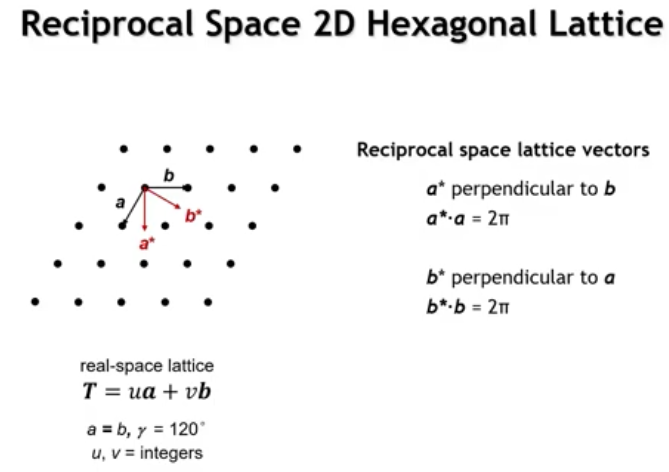 Reciprocal Space 2D Hexagonal Lattice
Reciprocal space lattice vectors
a* perpendicular to b
a*·a = 2π
b* perpendicular to a
b*·b = 2π
b
a
b*
a*
real-space lattice
T = ua + vb
a = b, γ = 120°
u, v = integers